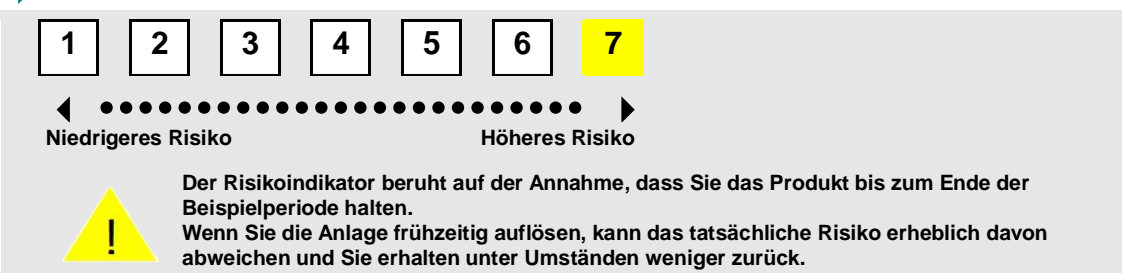 1 2 3 4 5 6 7
Niedrigeres Risiko Höheres Risiko
Der Risikoindikator beruht auf der Annahme, dass Sie das Produkt bis zum Ende der
Beispielperiode halten.
Wenn Sie die Anlage frühzeitig auflösen, kann das tatsächliche Risiko erheblich davon
abweichen und Sie erhalten unter Umständen weniger zurück.
!